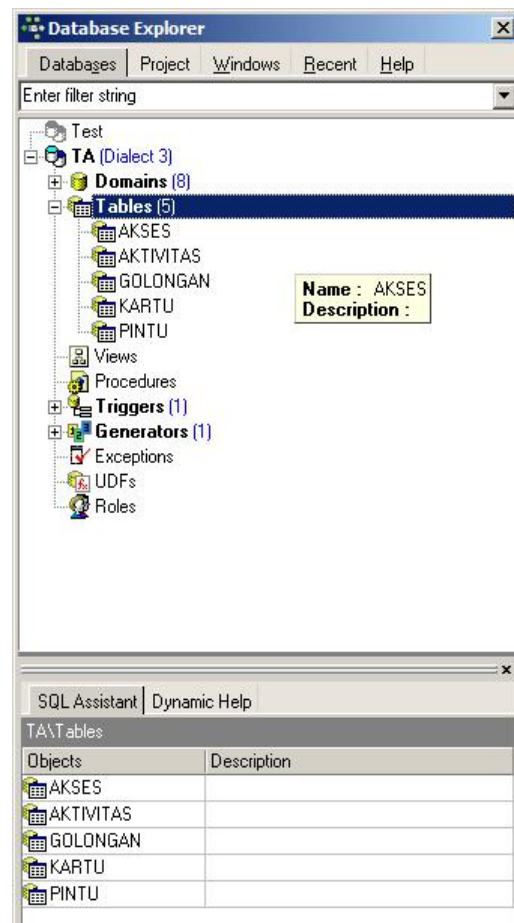 Database Explorer
Databases Project Windows Recent Help
Enter filter string
Test
TA (Dialect 3)
Domains (8)
Tables (5)
AKSES
AKTIVITAS
GOLONGAN
KARTU
PINTU
Name : AKSES
Description :
Views
Procedures
Triggers (1)
Generators (1)
Exceptions
UDFs
Roles
SQL Assistant Dynamic Help
TA\Tables
Objects Description
AKSES
AKTIVITAS
GOLONGAN
KARTU
PINTU